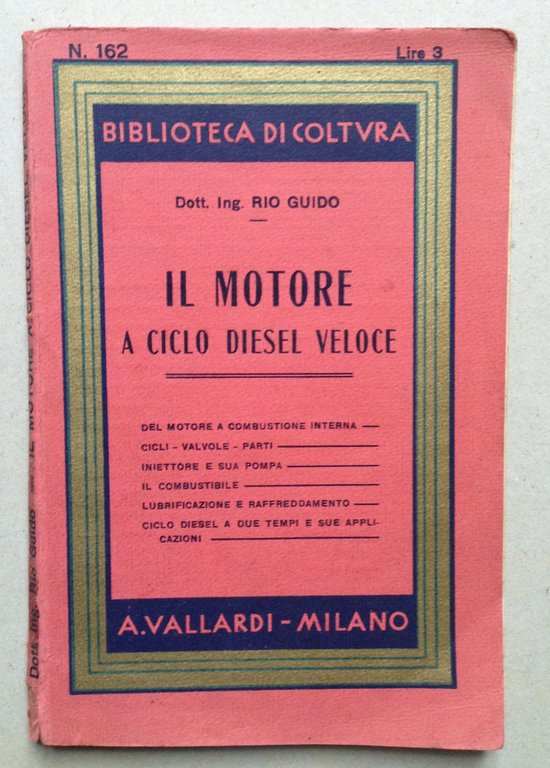 N. 162
Lire 3
BIBLIOTECA DI COLTVRA
Dott. Ing. RIO GUIDO
IL MOTORE
A CICLO DIESEL VELOCE
DEL MOTORE A COMBUSTIONE INTERNA —
CICLI - VALVOLE - PARTI —
INIETTORE E SUA POMPA —
IL COMBUSTIBILE —
LUBRIFICAZIONE E RAFFREDDAMENTO —
CICLO DIESEL A DUE TEMPI E SUE APPLI-
CAZIONI —
A. VALLARDI - MILANO
Dott. Ing. Rio Guido — IL MOTORE A CICLO DIESEL